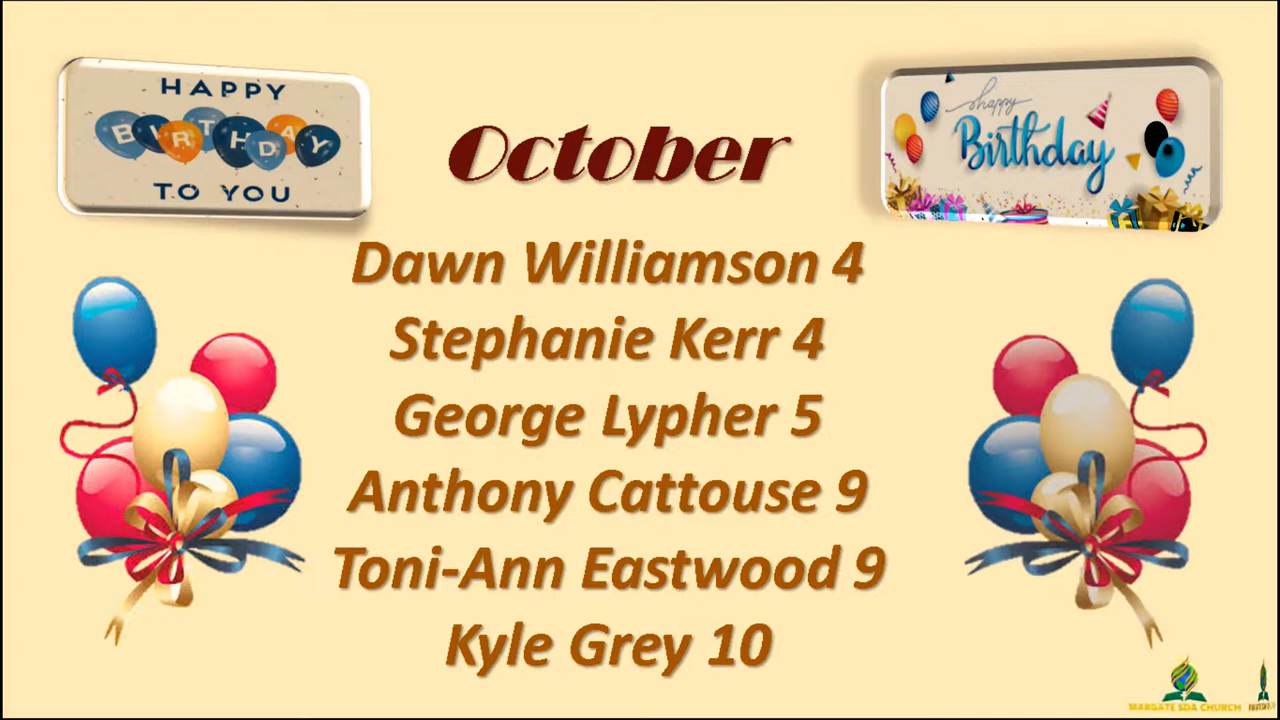 HAPPY
BIRTHDAY
TO YOU
happy
Birthday
October
Dawn Williamson 4
Stephanie Kerr 4
George Lypher 5
Anthony Cattouse 9
Toni-Ann Eastwood 9
Kyle Grey 10
MARGATE SDA CHURCH